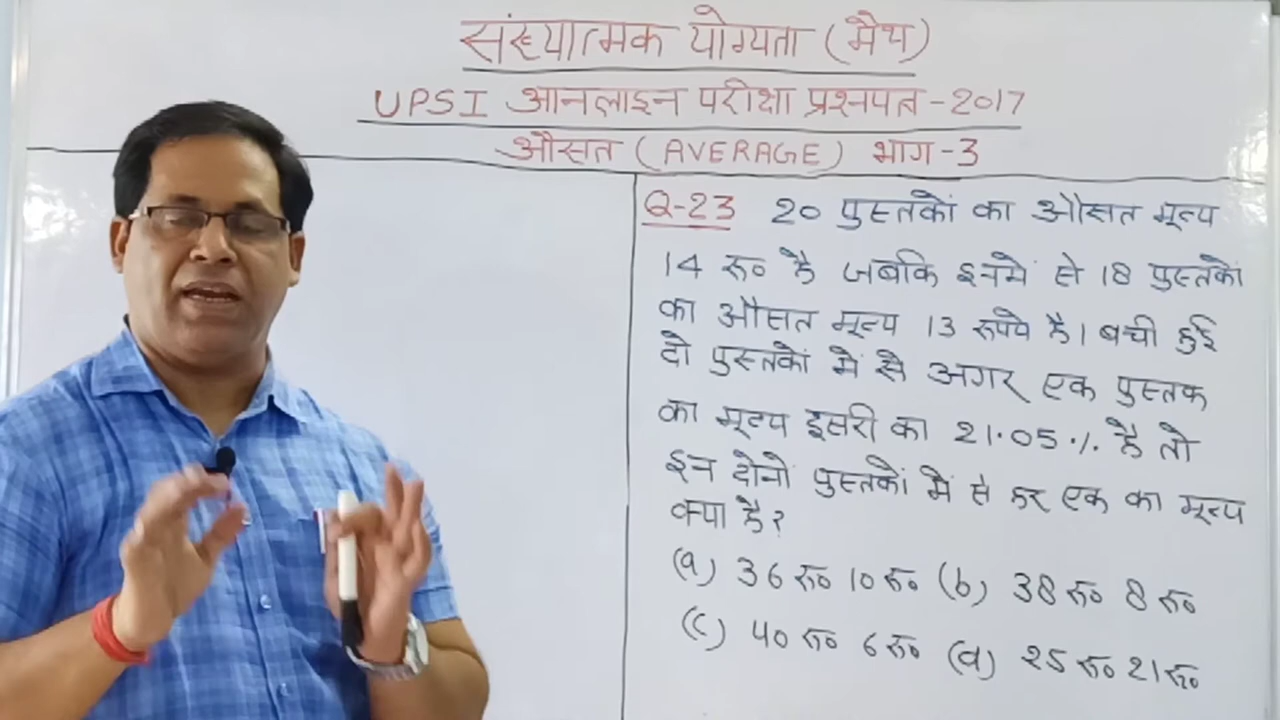 संख्यात्मक योग्यता (मैथ)
UPSI आनलाइन परीक्षा प्रश्नपत्र-2017
औसत (AVERAGE) भाग-3
Q-23 20 पुस्तकों का औसत मूल्य
14 रू० है जबकि इनमें से 18 पुस्तकों
का औसत मूल्य 13 रूपये है। बची हुई
दो पुस्तकों में से अगर एक पुस्तक
का मूल्य दूसरी का 21.05% है तो
इन दोनों पुस्तकों में से हर एक का मूल्य
क्या है?
(a) 36 रू० 10 रू० (b) 38 रू० 8 रू०
(c) 40 रू० 6 रू० (d) 25 रू० 21 रू०